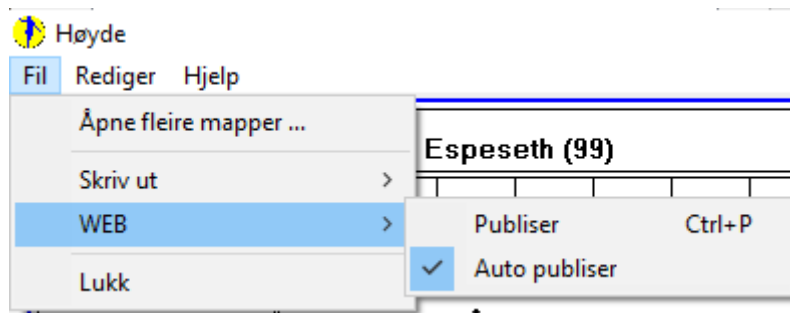 Høyde
Fil Rediger Hjelp
Åpne fleire mapper ...
Espeseth (99)
Skriv ut
WEB
Publiser Ctrl+P
Auto publiser
Lukk